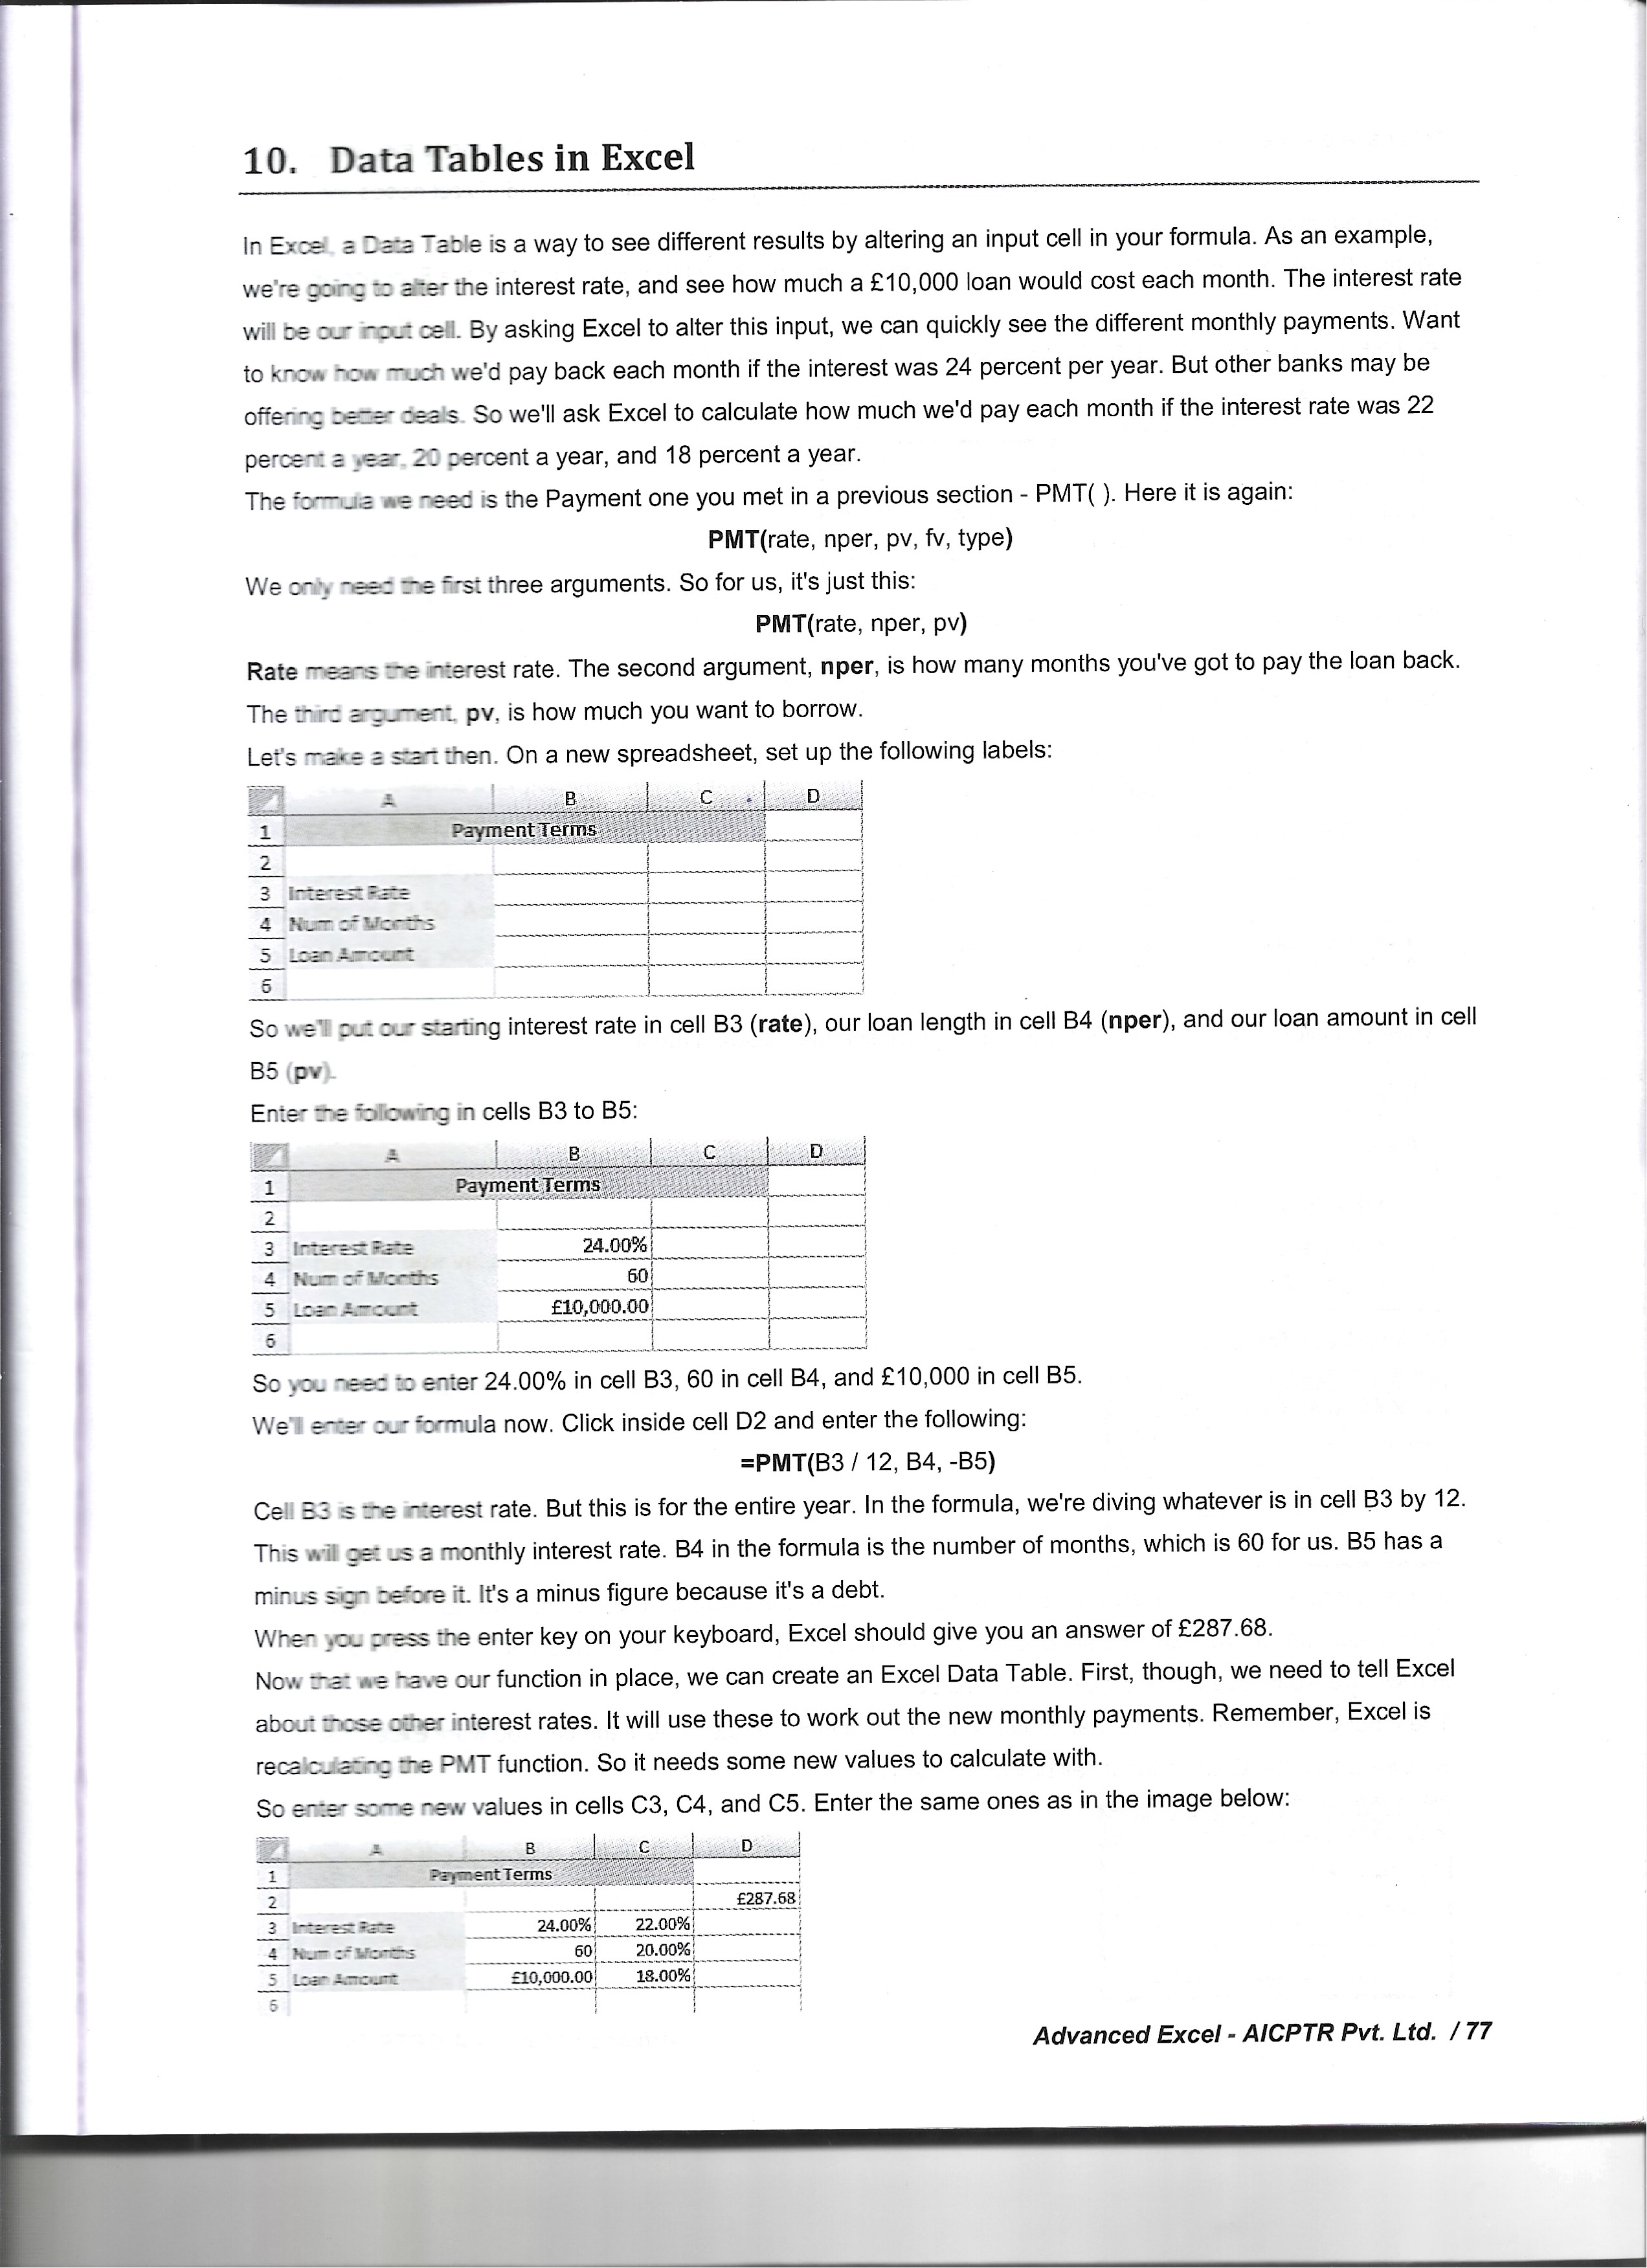 10. Data Tables in Excel
In Excel, a Data Table is a way to see different results by altering an input cell in your formula. As an example,
we're going to alter the interest rate, and see how much a £10,000 loan would cost each month. The interest rate
will be our input cell. By asking Excel to alter this input, we can quickly see the different monthly payments. Want
to know how much we'd pay back each month if the interest was 24 percent per year. But other banks may be
offering better deals. So we'll ask Excel to calculate how much we'd pay each month if the interest rate was 22
percent a year, 20 percent a year, and 18 percent a year.
The formula we need is the Payment one you met in a previous section - PMT( ). Here it is again:
PMT(rate, nper, pv, fv, type)
We only need the first three arguments. So for us, it's just this:
PMT(rate, nper, pv)
Rate means the interest rate. The second argument, nper, is how many months you've got to pay the loan back.
The third argument, pv, is how much you want to borrow.
Let's make a start then. On a new spreadsheet, set up the following labels:
A B C D
1 Payment Terms
2
3 Interest Rate
4 Num of Months
5 Loan Amount
6
So we'll put our starting interest rate in cell B3 (rate), our loan length in cell B4 (nper), and our loan amount in cell
B5 (pv).
Enter the following in cells B3 to B5:
A B C D
1 Payment Terms
2
3 Interest Rate 24.00%
4 Num of Months 60
5 Loan Amount £10,000.00
6
So you need to enter 24.00% in cell B3, 60 in cell B4, and £10,000 in cell B5.
We'll enter our formula now. Click inside cell D2 and enter the following:
=PMT(B3 / 12, B4, -B5)
Cell B3 is the interest rate. But this is for the entire year. In the formula, we're diving whatever is in cell B3 by 12.
This will get us a monthly interest rate. B4 in the formula is the number of months, which is 60 for us. B5 has a
minus sign before it. It's a minus figure because it's a debt.
When you press the enter key on your keyboard, Excel should give you an answer of £287.68.
Now that we have our function in place, we can create an Excel Data Table. First, though, we need to tell Excel
about those other interest rates. It will use these to work out the new monthly payments. Remember, Excel is
recalculating the PMT function. So it needs some new values to calculate with.
So enter some new values in cells C3, C4, and C5. Enter the same ones as in the image below:
A B C D
1 Payment Terms
2 £287.68
3 Interest Rate 24.00% 22.00%
4 Num of Months 60 20.00%
5 Loan Amount £10,000.00 18.00%
6
Advanced Excel - AICPTR Pvt. Ltd. / 77